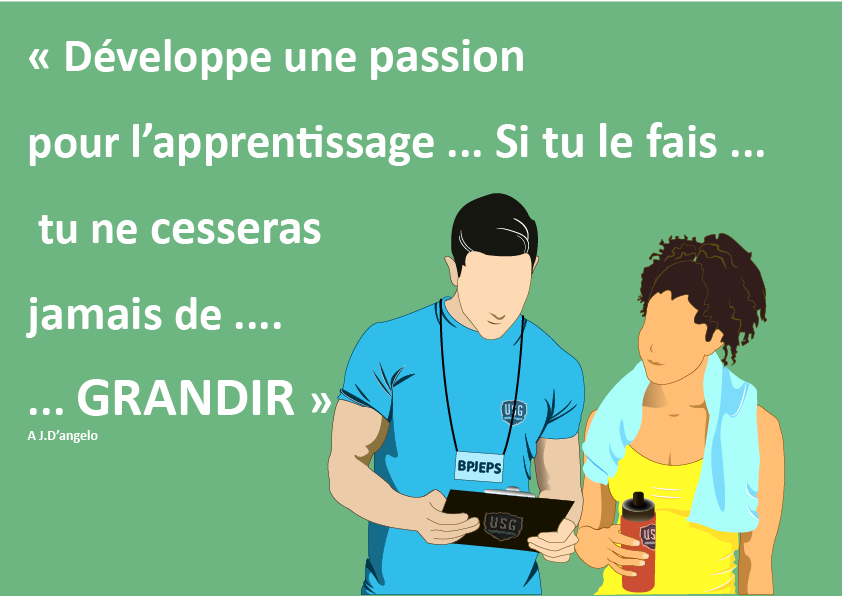 « Développe une passion
pour l’apprentissage ... Si tu le fais ...
tu ne cesseras
jamais de ....
... GRANDIR »
A J.D’angelo
USG
BPJEPS
USG